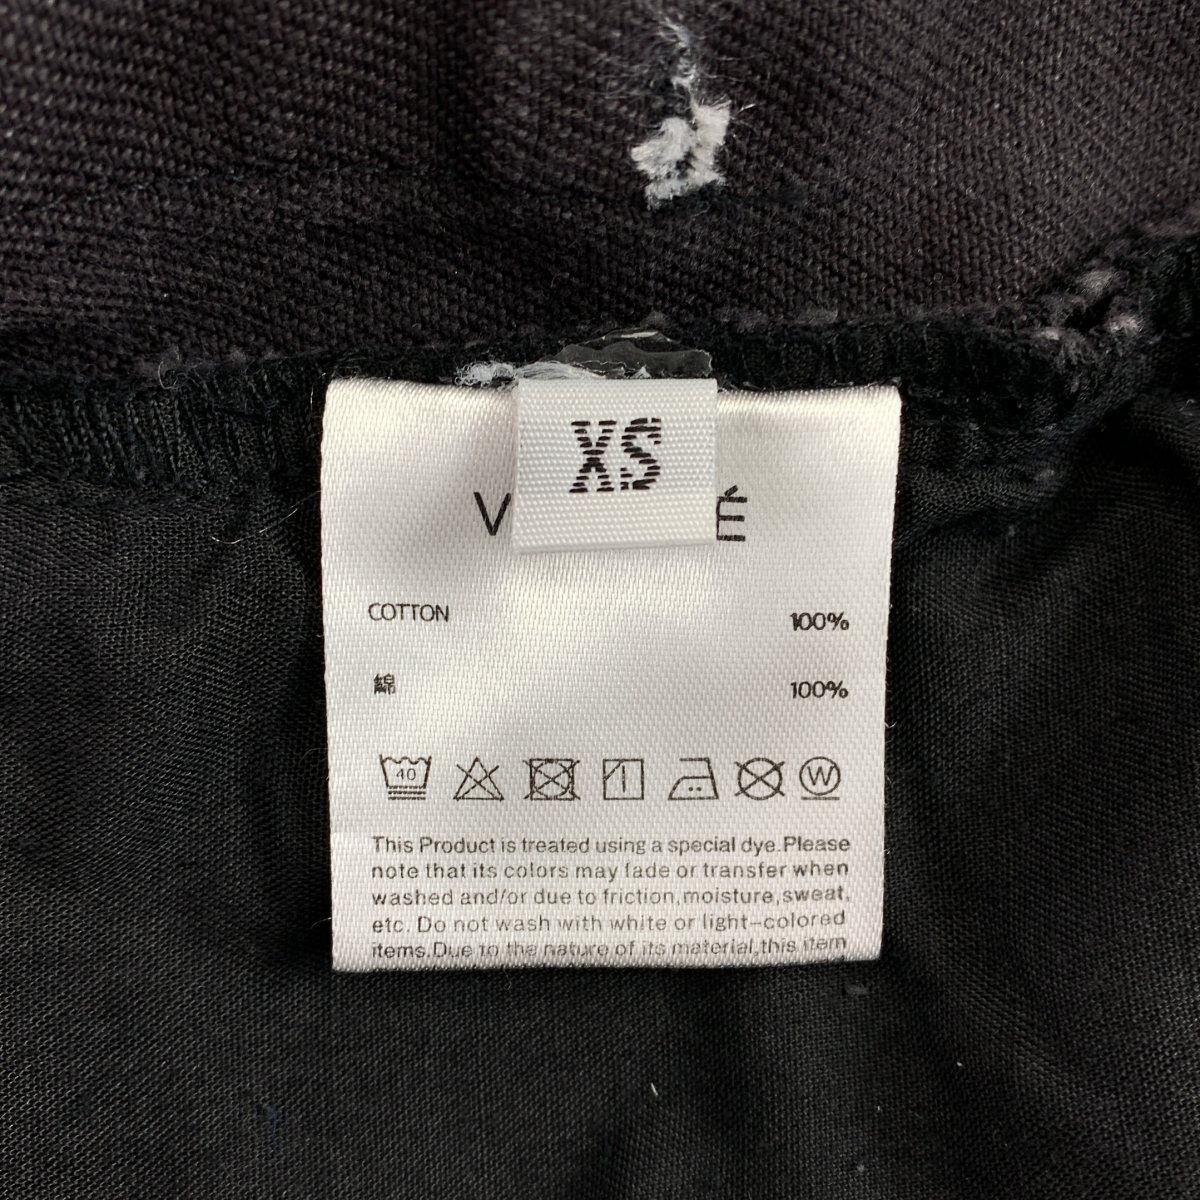 XS
COTTON 100%
綿 100%
40
W
This Product is treated using a special dye.Please
note that its colors may fade or transfer when
washed and/or due to friction,moisture,sweat,
etc. Do not wash with white or light-colored
items.Due to the nature of its material,this item